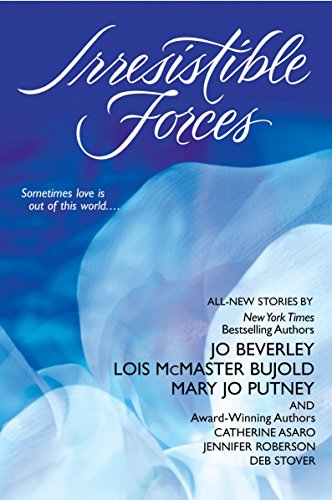 Irresistible
Forces
Sometimes love is
out of this world....
ALL-NEW STORIES BY
New York Times
Bestselling Authors
JO BEVERLEY
LOIS McMASTER BUJOLD
MARY JO PUTNEY
AND
Award-Winning Authors
CATHERINE ASARO
JENNIFER ROBERSON
DEB STOVER